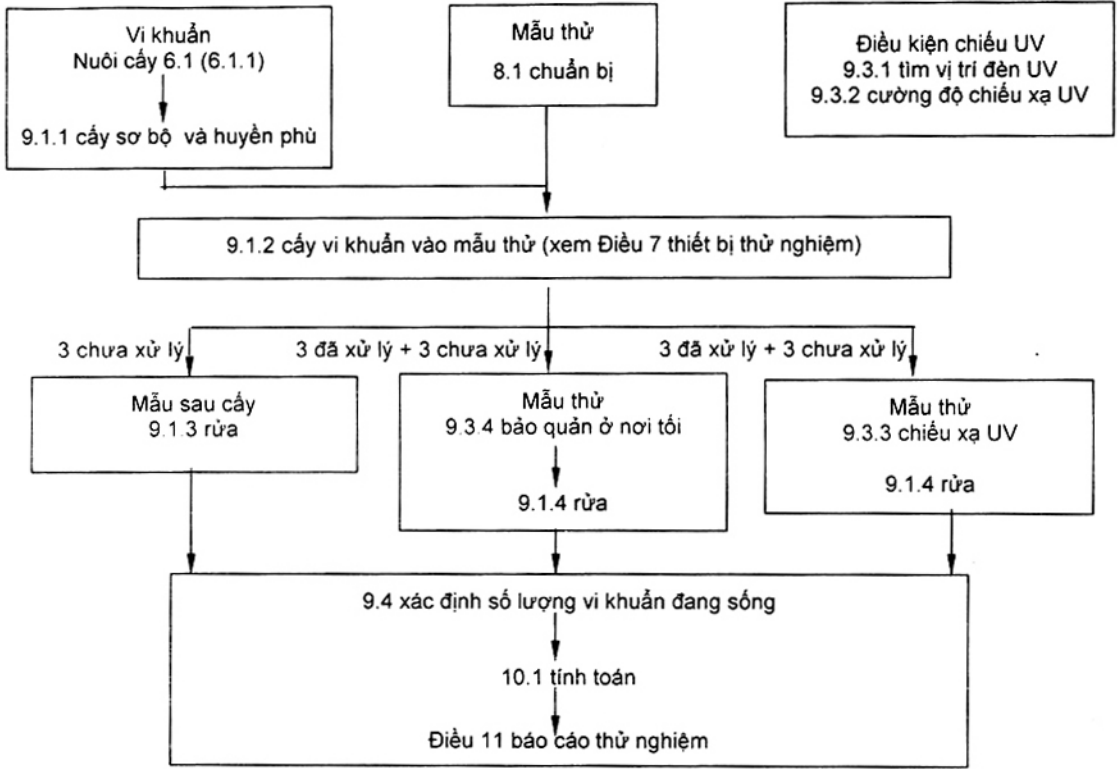 Vi khuẩn
Nuôi cấy 6.1 (6.1.1)
9.1.1 cấy sơ bộ và huyền phù
Mẫu thử
8.1 chuẩn bị
Điều kiện chiếu UV
9.3.1 tìm vị trí đèn UV
9.3.2 cường độ chiếu xạ UV
9.1.2 cấy vi khuẩn vào mẫu thử (xem Điều 7 thiết bị thử nghiệm)
3 chưa xử lý
3 đã xử lý + 3 chưa xử lý
3 đã xử lý + 3 chưa xử lý
Mẫu sau cấy
9.1.3 rửa
Mẫu thử
9.3.4 bảo quản ở nơi tối
9.1.4 rửa
Mẫu thử
9.3.3 chiếu xạ UV
9.1.4 rửa
9.4 xác định số lượng vi khuẩn đang sống
10.1 tính toán
Điều 11 báo cáo thử nghiệm